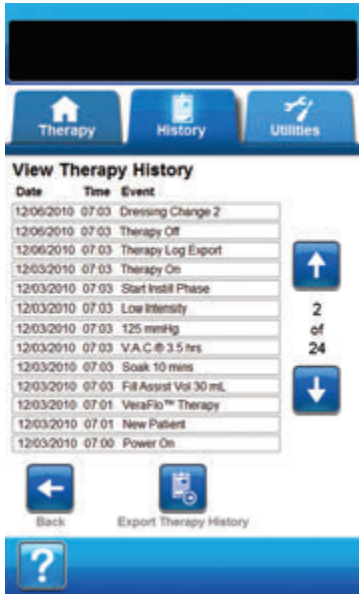 Therapy
History
Utilities
View Therapy History
Date Time Event
12/06/2010 07:03 Dressing Change 2
12/06/2010 07:03 Therapy Off
12/06/2010 07:03 Therapy Log Export
12/03/2010 07:03 Therapy On
12/03/2010 07:03 Start Instill Phase
12/03/2010 07:03 Low Intensity
12/03/2010 07:03 125 mmHg
12/03/2010 07:03 V.A.C.® 3.5 hrs
12/03/2010 07:03 Soak 10 mins
12/03/2010 07:03 Fill Assist Vol 30 mL
12/03/2010 07:01 VeraFlo™ Therapy
12/03/2010 07:01 New Patient
12/03/2010 07:00 Power On
2
of
24
Back
Export Therapy History
?